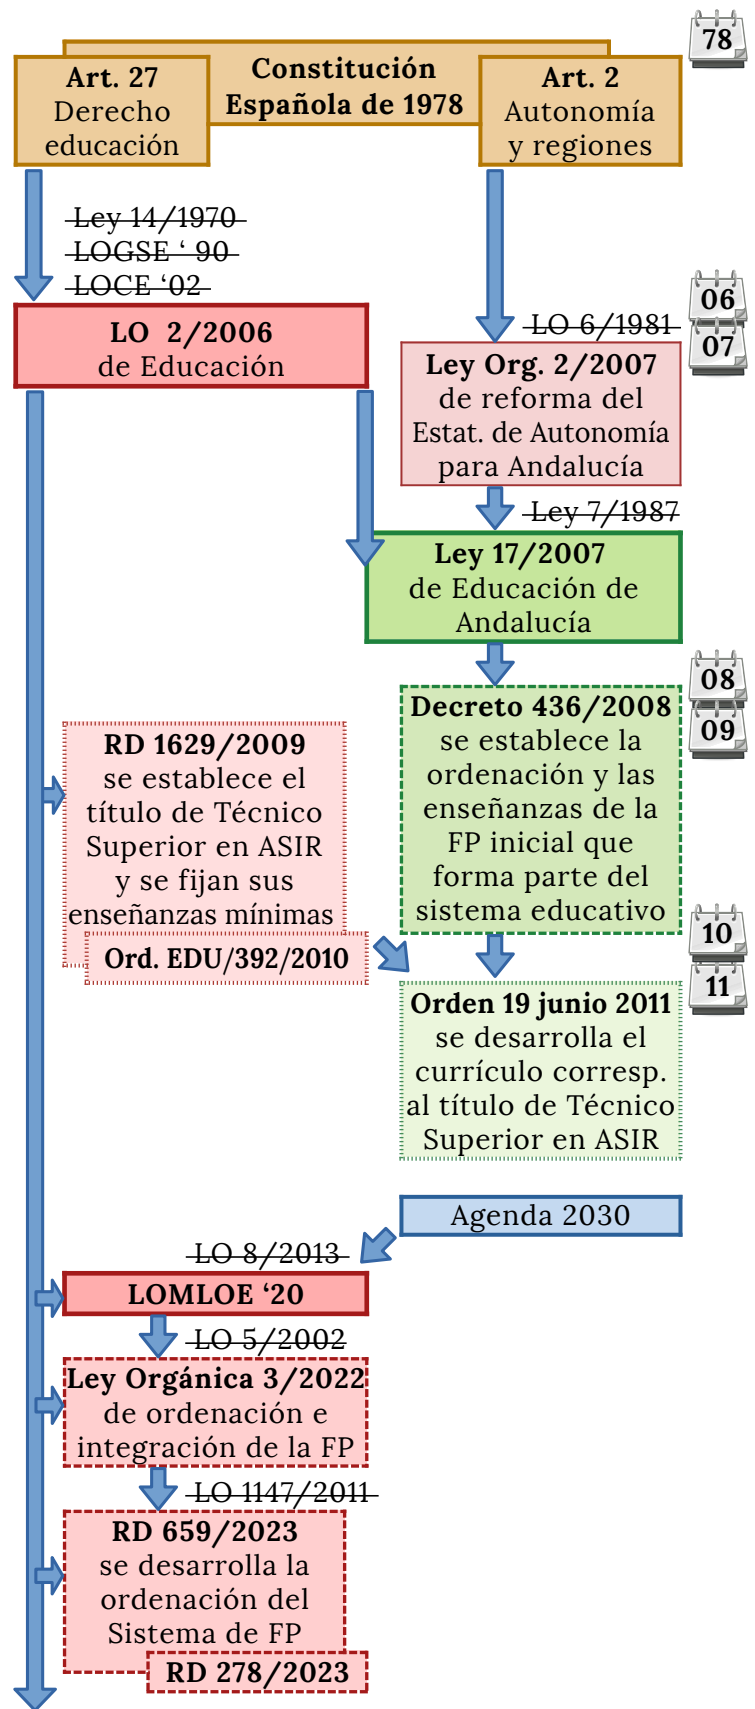 78
Constitución
Española de 1978
Art. 27
Derecho
educación
Art. 2
Autonomía
y regiones
Ley 14/1970
LOGSE ‘ 90
LOCE ‘02
06
07
LO 2/2006
de Educación
LO 6/1981
Ley Org. 2/2007
de reforma del
Estat. de Autonomía
para Andalucía
Ley 7/1987
Ley 17/2007
de Educación de
Andalucía
08
09
Decreto 436/2008
se establece la
ordenación y las
enseñanzas de la
FP inicial que
forma parte del
sistema educativo
RD 1629/2009
se establece el
título de Técnico
Superior en ASIR
y se fijan sus
enseñanzas mínimas
Ord. EDU/392/2010
10
11
Orden 19 junio 2011
se desarrolla el
currículo corresp.
al título de Técnico
Superior en ASIR
Agenda 2030
LO 8/2013
LOMLOE ‘20
LO 5/2002
Ley Orgánica 3/2022
de ordenación e
integración de la FP
LO 1147/2011
RD 659/2023
se desarrolla la
ordenación del
Sistema de FP
RD 278/2023